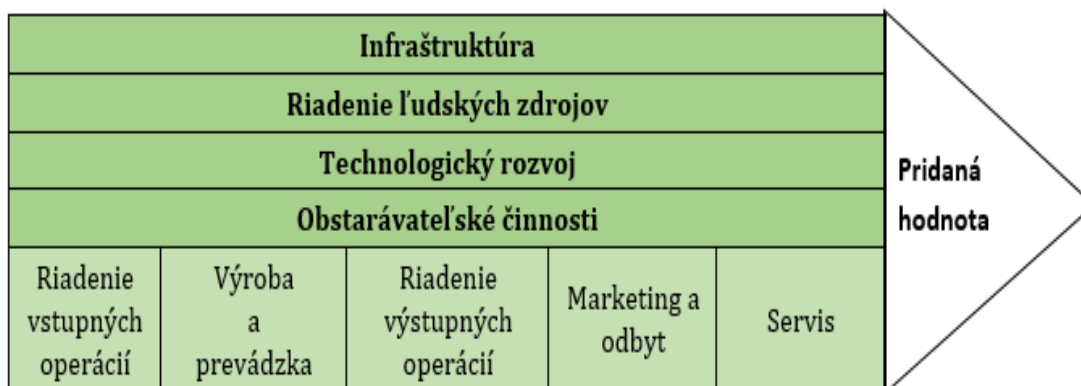 Infraštruktúra
Riadenie ľudských zdrojov
Technologický rozvoj
Obstarávateľské činnosti
Pridaná
hodnota
Riadenie
vstupných
operácií
Výroba
a
prevádzka
Riadenie
výstupných
operácií
Marketing a
odbyt
Servis